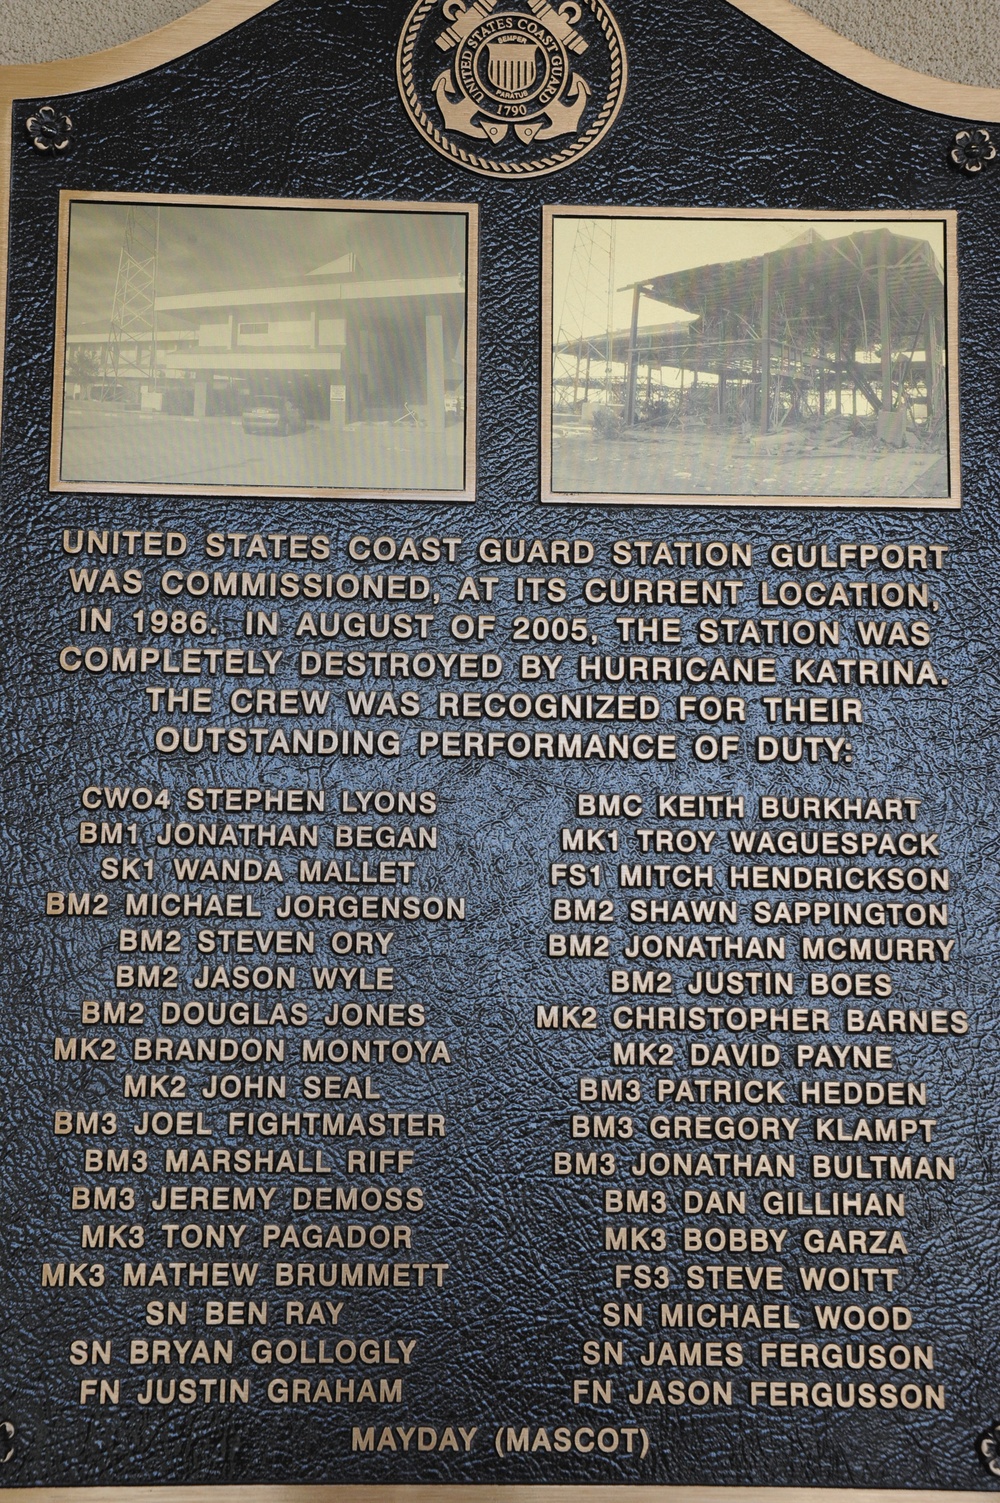 UNITED STATES COAST GUARD
SEMPER
PARATUS
1790
UNITED STATES COAST GUARD STATION GULFPORT
WAS COMMISSIONED, AT ITS CURRENT LOCATION,
IN 1986. IN AUGUST OF 2005, THE STATION WAS
COMPLETELY DESTROYED BY HURRICANE KATRINA.
THE CREW WAS RECOGNIZED FOR THEIR
OUTSTANDING PERFORMANCE OF DUTY:
CWO4 STEPHEN LYONS
BM1 JONATHAN BEGAN
SK1 WANDA MALLET
BM2 MICHAEL JORGENSON
BM2 STEVEN ORY
BM2 JASON WYLE
BM2 DOUGLAS JONES
MK2 BRANDON MONTOYA
MK2 JOHN SEAL
BM3 JOEL FIGHTMASTER
BM3 MARSHALL RIFF
BM3 JEREMY DEMOSS
MK3 TONY PAGADOR
MK3 MATHEW BRUMMETT
SN BEN RAY
SN BRYAN GOLLOGLY
FN JUSTIN GRAHAM
BMC KEITH BURKHART
MK1 TROY WAGUESPACK
FS1 MITCH HENDRICKSON
BM2 SHAWN SAPPINGTON
BM2 JONATHAN MCMURRY
BM2 JUSTIN BOES
MK2 CHRISTOPHER BARNES
MK2 DAVID PAYNE
BM3 PATRICK HEDDEN
BM3 GREGORY KLAMPT
BM3 JONATHAN BULTMAN
BM3 DAN GILLIHAN
MK3 BOBBY GARZA
FS3 STEVE WOITT
SN MICHAEL WOOD
SN JAMES FERGUSON
FN JASON FERGUSSON
MAYDAY (MASCOT)